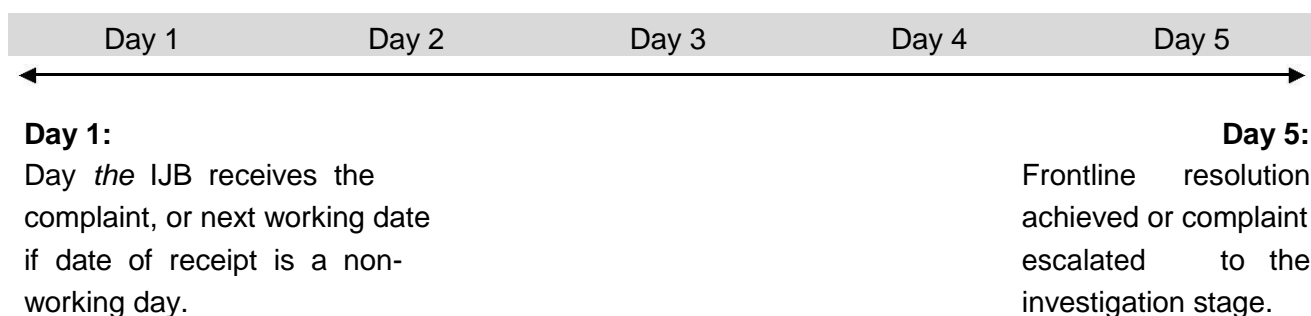 Day 1 Day 2 Day 3 Day 4 Day 5
Day 1:
Day the IJB receives the
complaint, or next working date
if date of receipt is a non-
working day.
Day 5:
Frontline resolution
achieved or complaint
escalated to the
investigation stage.